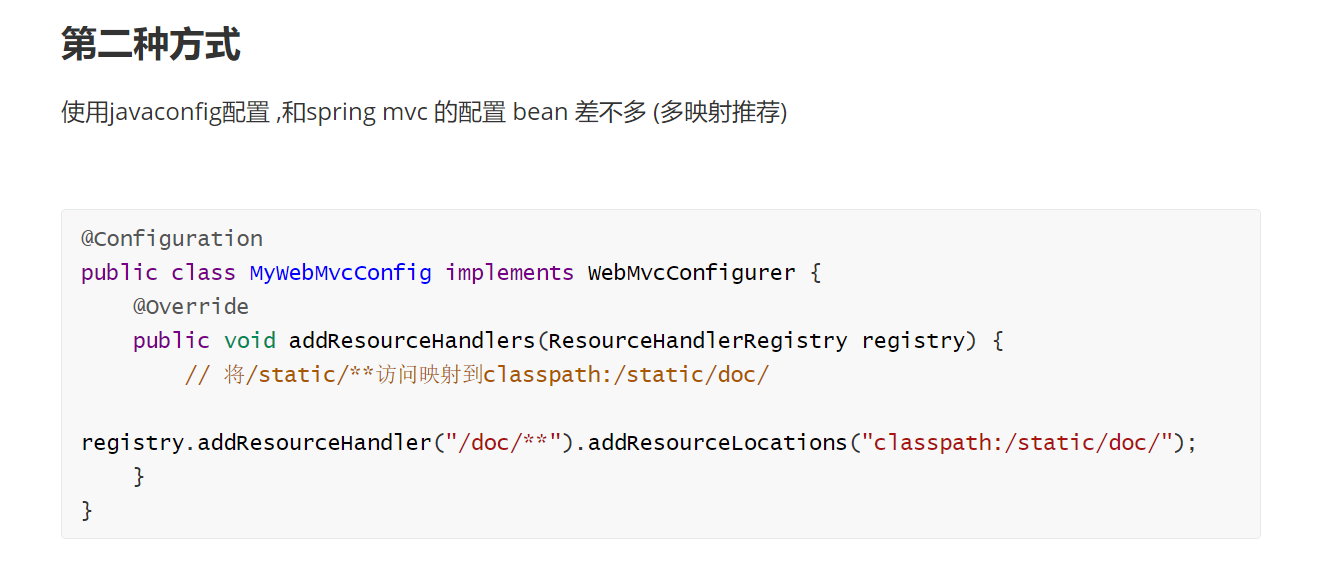 第二种方式
使用javaconfig配置 ,和spring mvc 的配置 bean 差不多 (多映射推荐)
@Configuration
public class MyWebMvcConfig implements WebMvcConfigurer {
    @Override
    public void addResourceHandlers(ResourceHandlerRegistry registry) {
        // 将/static/**访问映射到classpath:/static/doc/
registry.addResourceHandler("/doc/**").addResourceLocations("classpath:/static/doc/");
    }
}